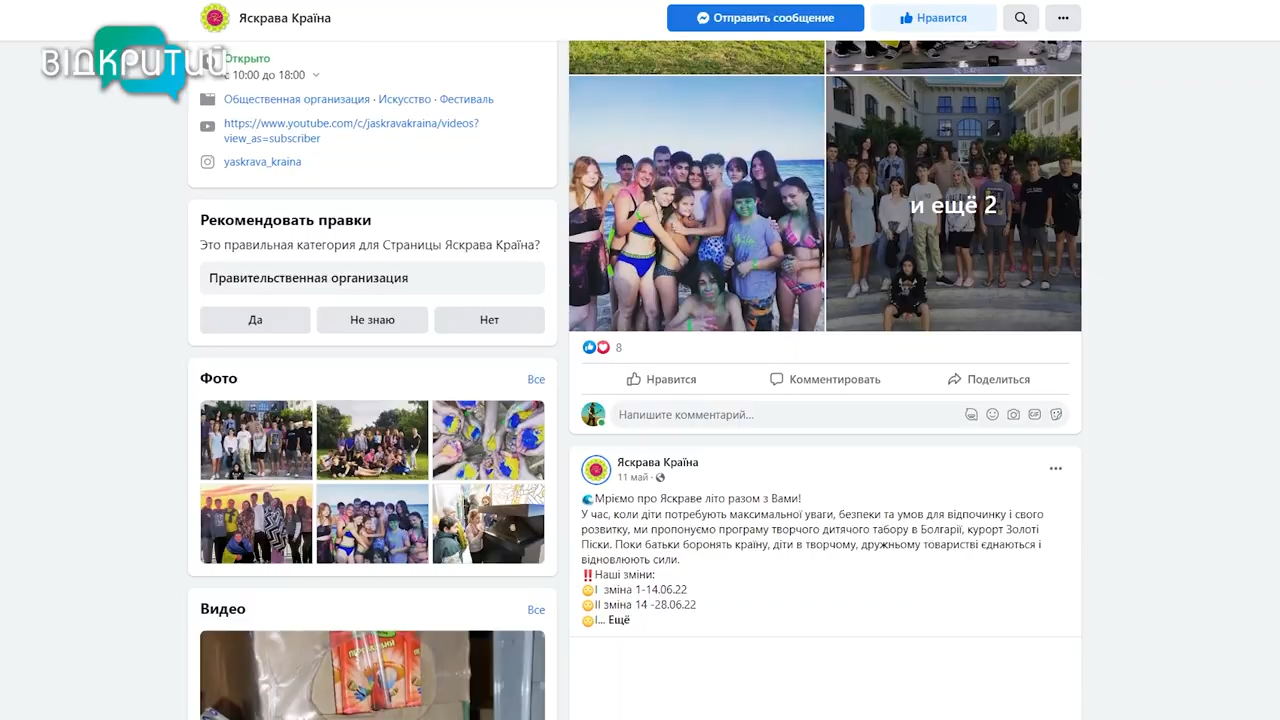 Яскрава Країна
Отправить сообщение
Нравится
ВІДКРИТИЙ
Открыто
с 10:00 до 18:00
Общественная организация · Искусство · Фестиваль
https://www.youtube.com/c/jaskravakraina/videos?
view_as=subscriber
yaskrava_kraina
Рекомендовать правки
Это правильная категория для Страницы Яскрава Країна?
Правительственная организация
Да
Не знаю
Нет
Фото
Все
Видео
Все
и ещё 2
8
Нравится
Комментировать
Поделиться
Напишите комментарий...
GIF
Яскрава Країна
11 май ·
Мріємо про Яскраве літо разом з Вами!
У час, коли діти потребують максимальної уваги, безпеки та умов для відпочинку і свого
розвитку, ми пропонуємо програму творчого дитячого табору в Болгарії, курорт Золоті
Піски. Поки батьки боронять країну, діти в творчому, дружньому товаристві єднаються і
відновлюють сили.
‼️Наші зміни:
І зміна 1-14.06.22
ІІ зміна 14 -28.06.22
І... Ещё